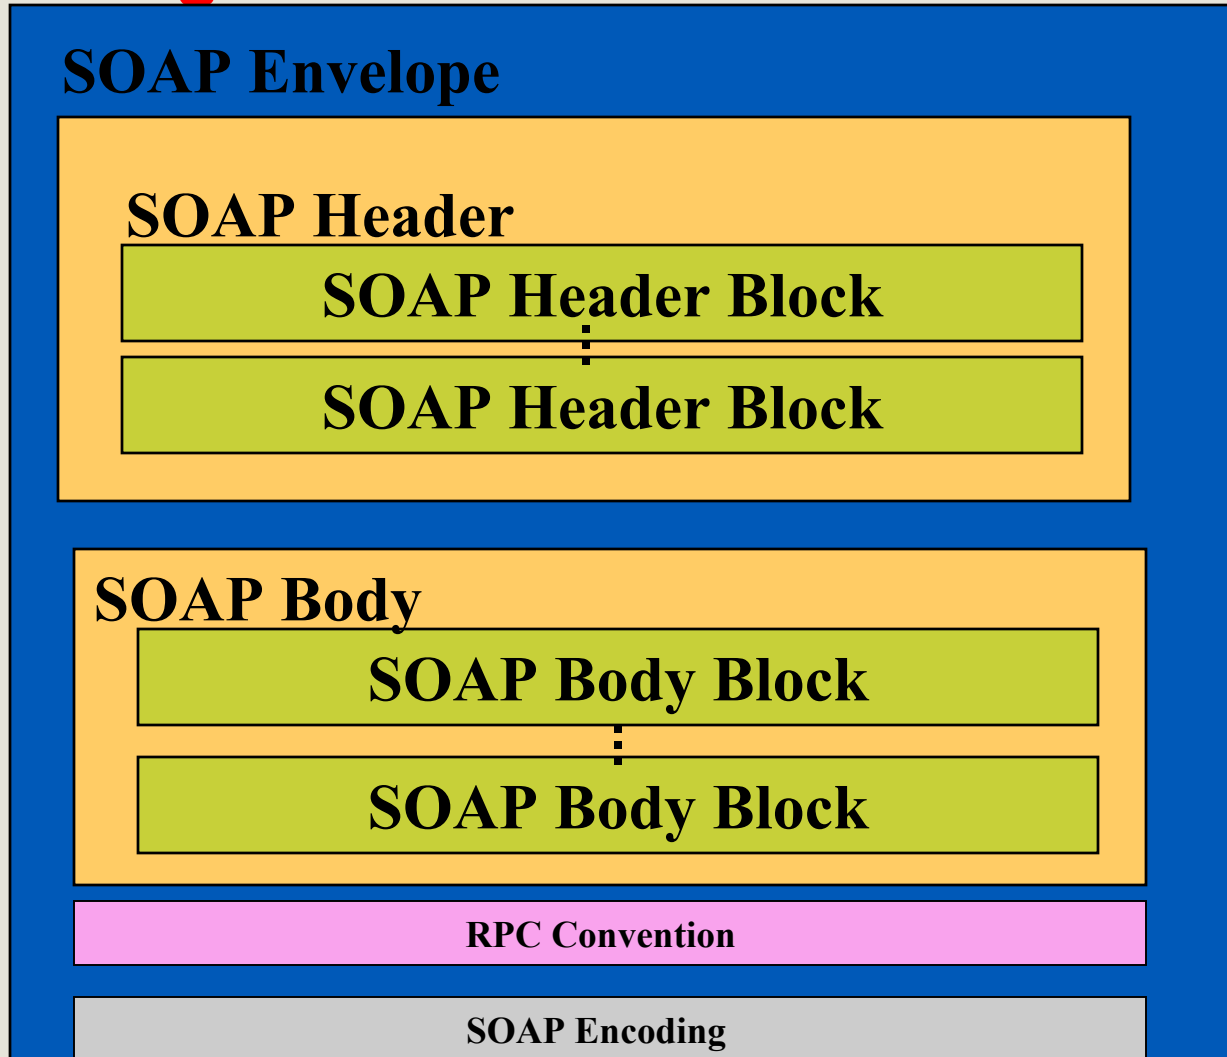 SOAP Envelope
SOAP Header
SOAP Header Block
SOAP Header Block
SOAP Body
SOAP Body Block
SOAP Body Block
RPC Convention
SOAP Encoding